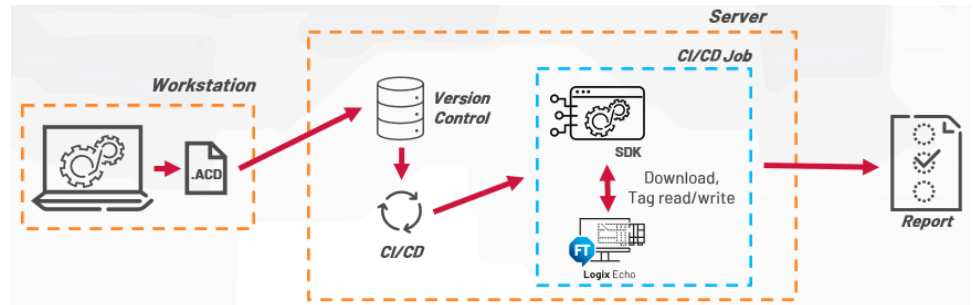 Server
CI/CD Job
Workstation
Version
Control
.ACD
SDK
Download,
Tag read/write
CI/CD
FT
Logix Echo
Report